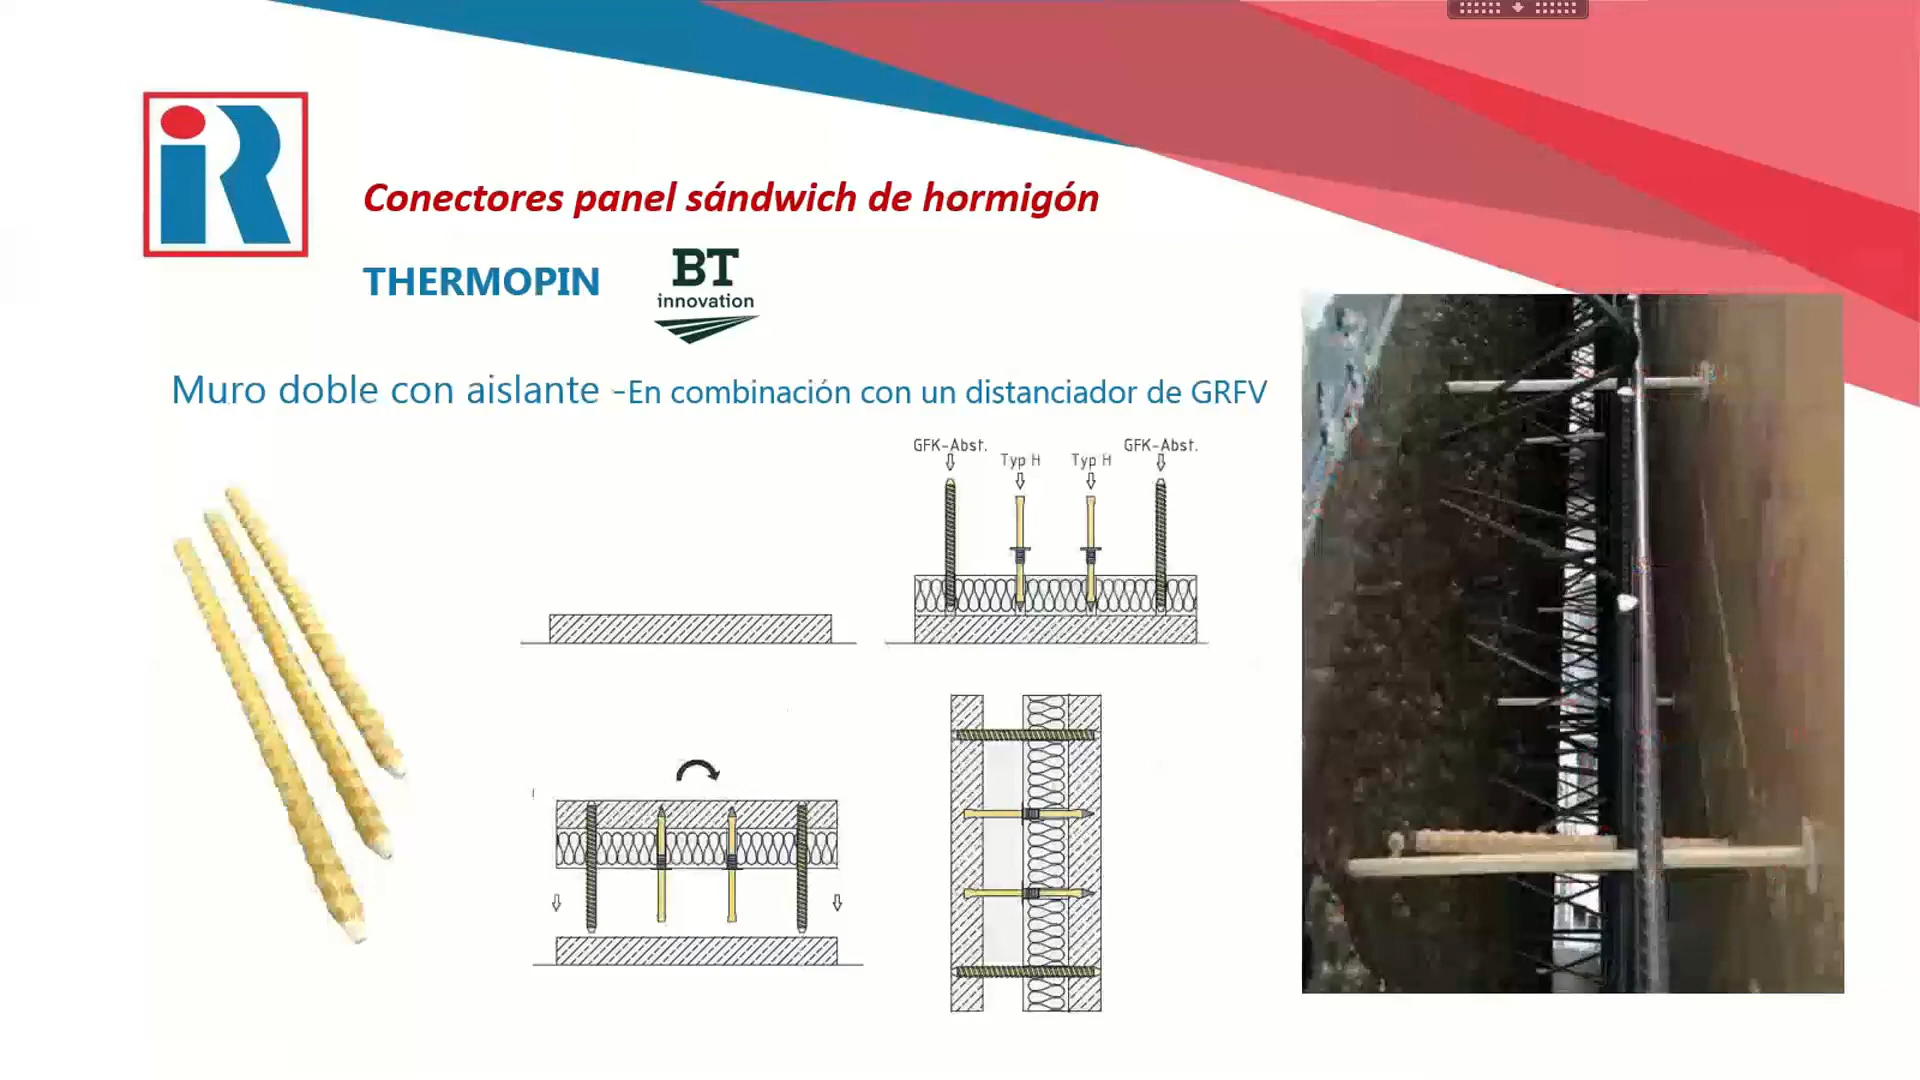 iR
Conectores panel sándwich de hormigón
THERMOPIN
BT
innovation
Muro doble con aislante -En combinación con un distanciador de GRFV
GFK-Abst.
Typ H
Typ H
GFK-Abst.